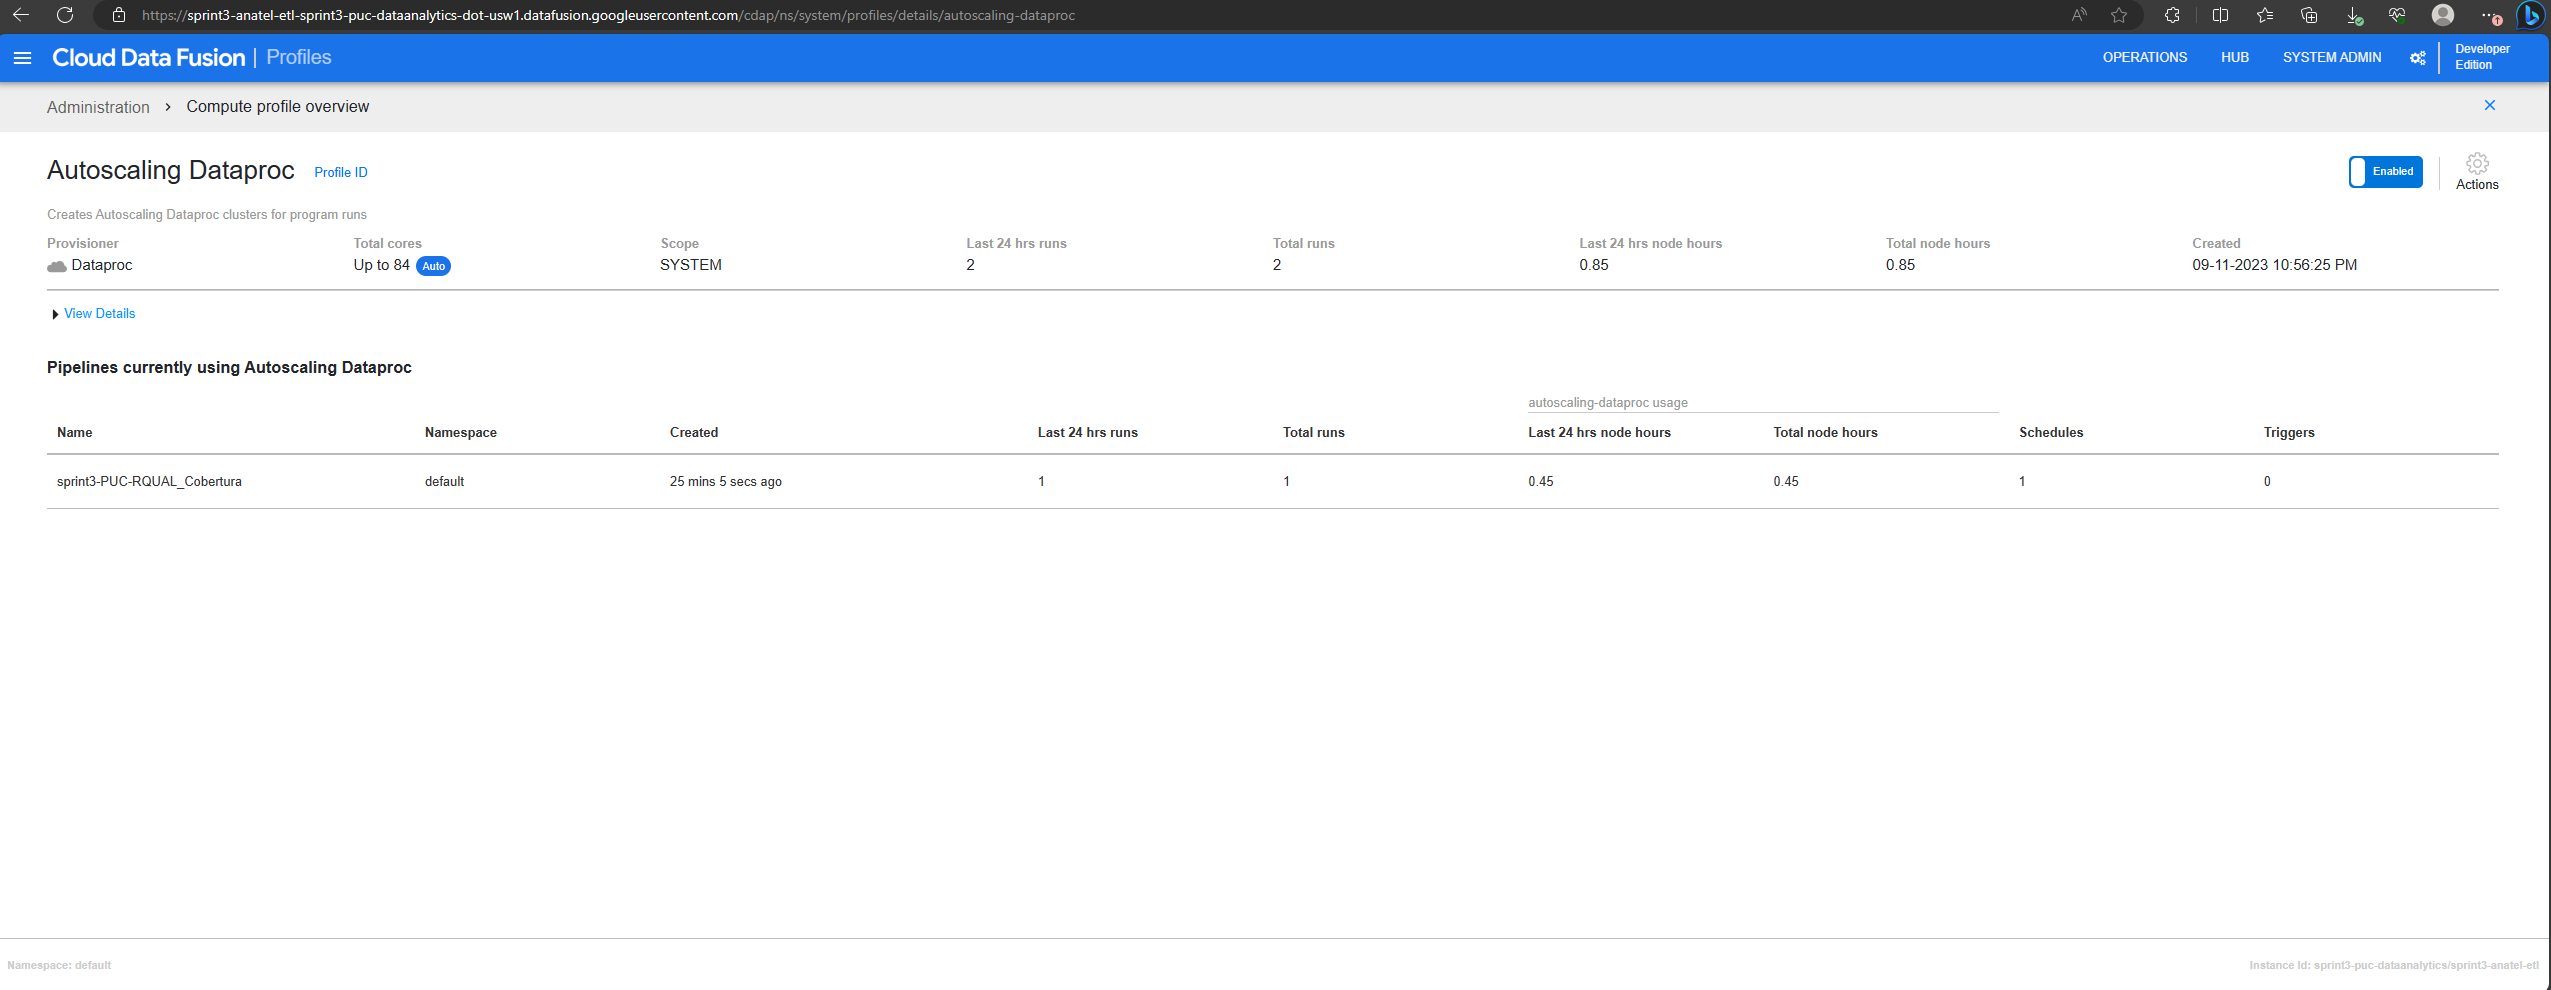 https://sprint3-anatel-etl-sprint3-puc-dataanalytics-dot-usw1.datafusion.googleusercontent.com/cdap/ns/system/profiles/details/autoscaling-dataproc
Cloud Data Fusion | Profiles
OPERATIONS HUB SYSTEM ADMIN Developer Edition
Administration > Compute profile overview
Autoscaling Dataproc Profile ID
Enabled
Actions
Creates Autoscaling Dataproc clusters for program runs
Provisioner Total cores Scope Last 24 hrs runs Total runs Last 24 hrs node hours Total node hours Created
Dataproc Up to 84 Auto SYSTEM 2 2 0.85 0.85 09-11-2023 10:56:25 PM
View Details
Pipelines currently using Autoscaling Dataproc
autoscaling-dataproc usage
Name Namespace Created Last 24 hrs runs Total runs Last 24 hrs node hours Total node hours Schedules Triggers
sprint3-PUC-RQUAL_Cobertura default 25 mins 5 secs ago 1 1 0.45 0.45 1 0
Namespace: default
Instance Id: sprint3-puc-dataanalytics/sprint3-anatel-etl